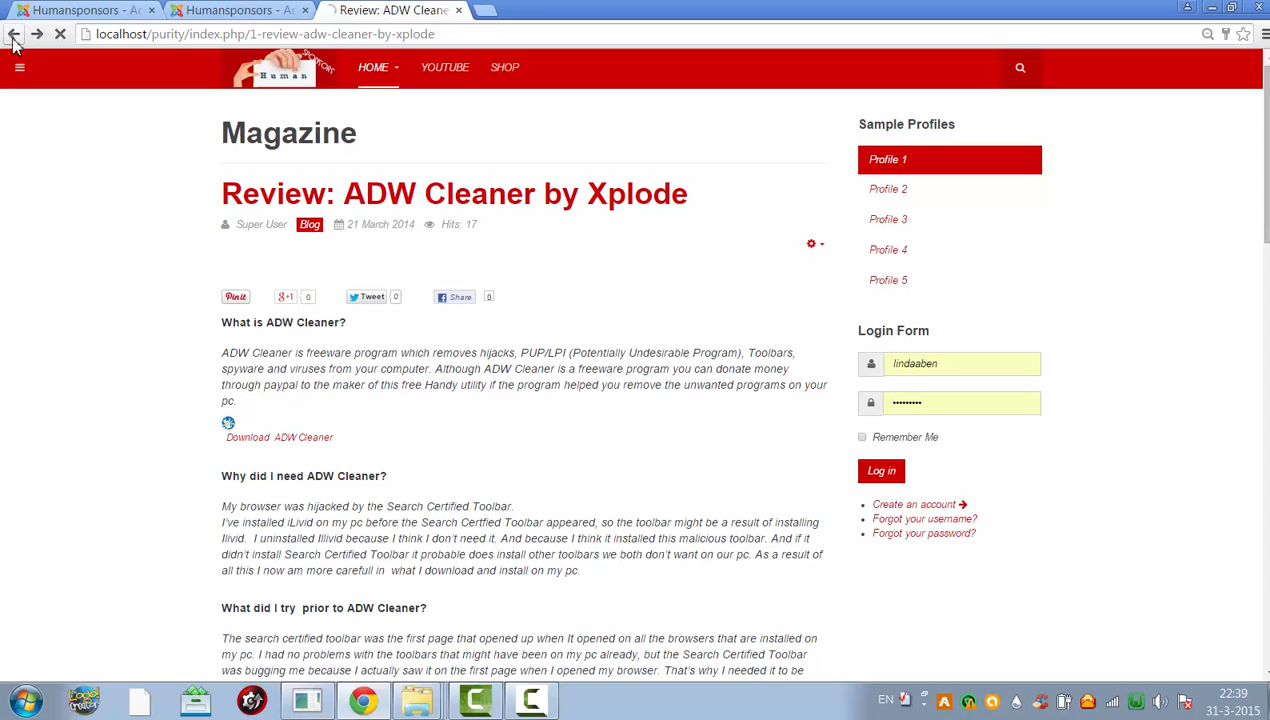 Humansponsors - Ac
Humansponsors - Ac
Review: ADW Cleane
localhost/purity/index.php/1-review-adw-cleaner-by-xplode
Human
SPONSORS
HOME
YOUTUBE
SHOP
Magazine
Review: ADW Cleaner by Xplode
Super User Blog 21 March 2014 Hits: 17
Pinit
g+1 0
Tweet 0
Share 0
What is ADW Cleaner?
ADW Cleaner is freeware program which removes hijacks, PUP/LPI (Potentially Undesirable Program), Toolbars,
spyware and viruses from your computer. Although ADW Cleaner is a freeware program you can donate money
through paypal to the maker of this free Handy utility if the program helped you remove the unwanted programs on your
pc.
Download ADW Cleaner
Why did I need ADW Cleaner?
My browser was hijacked by the Search Certified Toolbar.
I've installed iLivid on my pc before the Search Certfied Toolbar appeared, so the toolbar might be a result of installing
Ilivid. I uninstalled Illivid because I think I don't need it. And because I think it installed this malicious toolbar. And if it
didn't install Search Certified Toolbar it probable does install other toolbars we both don't want on our pc. As a result of
all this I now am more carefull in what I download and install on my pc.
What did I try prior to ADW Cleaner?
The search certified toolbar was the first page that opened up when It opened on all the browsers that are installed on
my pc. I had no problems with the toolbars that might have been on my pc already, but the Search Certified Toolbar
was bugging me because I actually saw it on the first page when I opened my browser. That's why I needed it to be
Sample Profiles
Profile 1
Profile 2
Profile 3
Profile 4
Profile 5
Login Form
lindaaben
•••••••••
Remember Me
Log in
Create an account
Forgot your username?
Forgot your password?
EN
22:39
31-3-2015